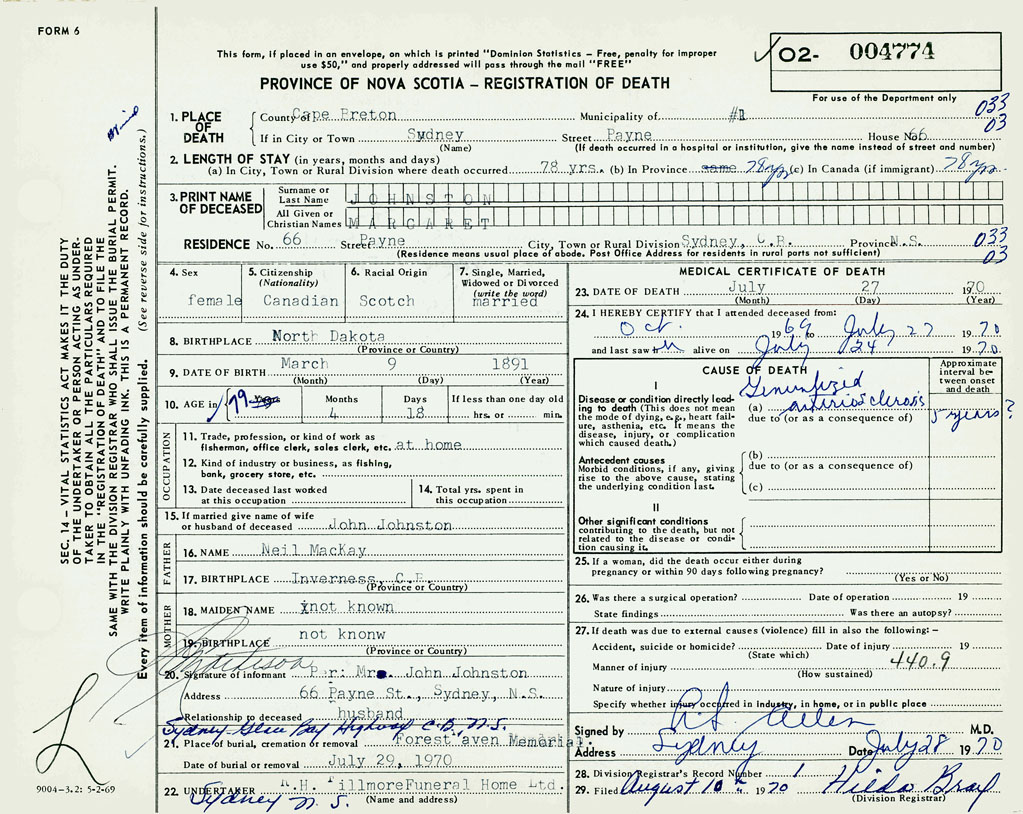 FORM 6
This form, if placed in an envelope, on which is printed "Dominion Statistics – Free, penalty for improper
use $50," and properly addressed will pass through the mail "FREE"
02- 004774
For use of the Department only
PROVINCE OF NOVA SCOTIA – REGISTRATION OF DEATH
1. PLACE OF DEATH
County of Cape Breton Municipality of #1 033
If in City or Town Sydney Street Payne House No. 66 03
(Name) (If death occurred in a hospital or institution, give the name instead of street and number)
2. LENGTH OF STAY (in years, months and days)
(a) In City, Town or Rural Division where death occurred 78 yrs. (b) In Province same 78 yrs (c) In Canada (if immigrant) 78 yrs.
3. PRINT NAME OF DECEASED
Surname or Last Name JOHNSTON
All Given or Christian Names MARGARET
RESIDENCE No. 66 Street Payne City, Town or Rural Division Sydney, C.B. Province N.S. 033
(Residence means usual place of abode. Post Office Address for residents in rural parts not sufficient) 03
4. Sex
female
5. Citizenship
(Nationality)
Canadian
6. Racial Origin
Scotch
7. Single, Married,
Widowed or Divorced
(write the word)
married
8. BIRTHPLACE North Dakota
(Province or Country)
9. DATE OF BIRTH March 9 1891
(Month) (Day) (Year)
10. AGE in 79 Years Months Days If less than one day old
4 18 hrs. or min.
OCCUPATION
11. Trade, profession, or kind of work as
fisherman, office clerk, sales clerk, etc. at home
12. Kind of industry or business, as fishing,
bank, grocery store, etc.
13. Date deceased last worked
at this occupation
14. Total yrs. spent in
this occupation
15. If married give name of wife
or husband of deceased John Johnston
FATHER
16. NAME Neil MacKay
17. BIRTHPLACE Inverness, C.B.
(Province or Country)
MOTHER
18. MAIDEN NAME not known
19. BIRTHPLACE not knonw
(Province or Country)
20. Signature of informant Per: Mr. John Johnston
Address 66 Payne St., Sydney, N.S.
Relationship to deceased husband
Sydney Glace Bay Highway C.B., N.S.
21. Place of burial, cremation or removal Forest aven Memorial.
Date of burial or removal July 29, 1970
22. UNDERTAKER .H. illmoreFuneral Home Ltd.
Sydney N.S. (Name and address)
MEDICAL CERTIFICATE OF DEATH
23. DATE OF DEATH July 27 1970
(Month) (Day) (Year)
24. I HEREBY CERTIFY that I attended deceased from:
Oct. 1969 to July 27 1970
and last saw alive on July 24 1970
CAUSE OF DEATH
Approximate interval between onset and death
I
Disease or condition directly leading to death (This does not mean the mode of dying, e.g., heart failure, asthenia, etc. It means the disease, injury, or complication which caused death.)
Generalized
(a) arteriosclerosis
due to (or as a consequence of) 5 years?
Antecedent causes
Morbid conditions, if any, giving rise to the above cause, stating the underlying condition last.
(b)
due to (or as a consequence of)
(c)
II
Other significant conditions
contributing to the death, but not related to the disease or condition causing it.
25. If a woman, did the death occur either during
pregnancy or within 90 days following pregnancy?
(Yes or No)
26. Was there a surgical operation? Date of operation 19
State findings Was there an autopsy?
27. If death was due to external causes (violence) fill in also the following: –
Accident, suicide or homicide? Date of injury 19
(State which)
Manner of injury 440.9
(How sustained)
Nature of injury
Specify whether injury occurred in industry, in home, or in public place
Signed by Allen M.D.
Address Sydney Date July 28 1970
28. Division Registrar's Record Number 1
29. Filed August 10 1970 Hilda Bray
(Division Registrar)
SEC. 14 – VITAL STATISTICS ACT MAKES IT THE DUTY
OF THE UNDERTAKER OR PERSON ACTING AS UNDER-
TAKER TO OBTAIN ALL THE PARTICULARS REQUIRED
IN THE "REGISTRATION OF DEATH" AND TO FILE THE
SAME WITH THE DIVISION REGISTRAR WHO SHALL ISSUE THE BURIAL PERMIT.
WRITE PLAINLY WITH UNFADING INK. THIS IS A PERMANENT RECORD.
Every item of information should be carefully supplied. (See reverse side for instructions.)
9004-3.2: 5-2-69